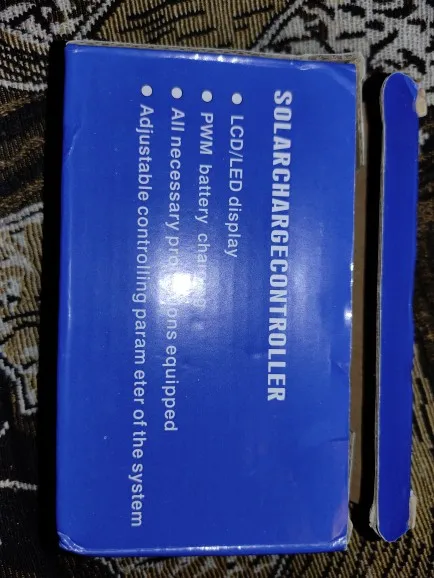 SOLARCHARGECONTROLLER
● LCD/LED display
● PWM battery
● All necessary equipped
● Adjustable controlling param eter of the system